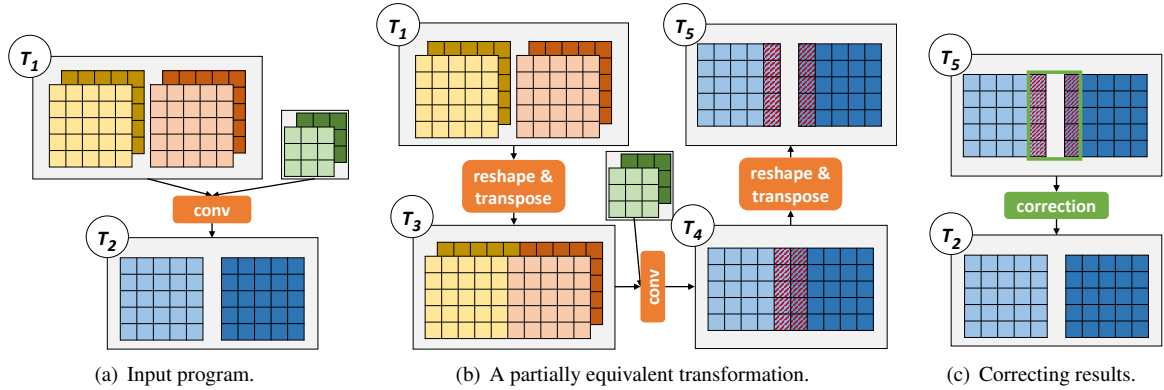 T1
conv
T2
(a) Input program.
T1
reshape &
transpose
T3
conv
T4
reshape &
transpose
T5
(b) A partially equivalent transformation.
T5
correction
T2
(c) Correcting results.